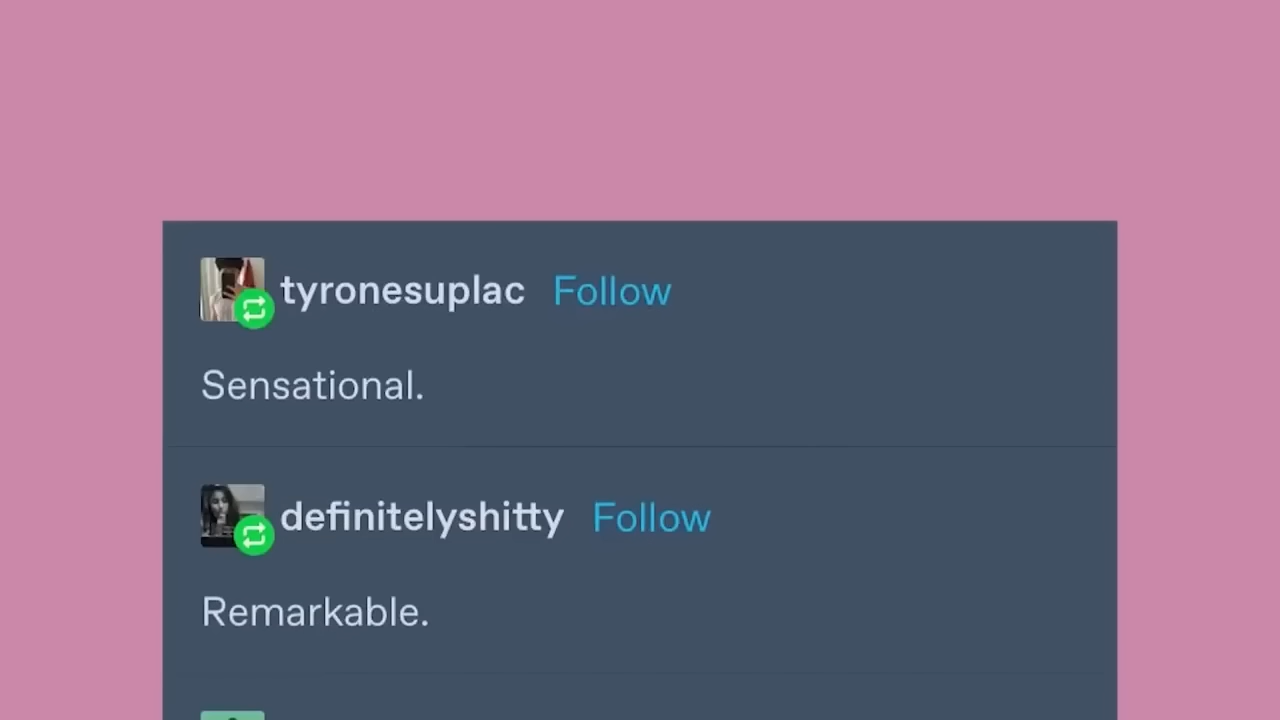 tyronesuplac Follow
Sensational.
definitelyshitty Follow
Remarkable.